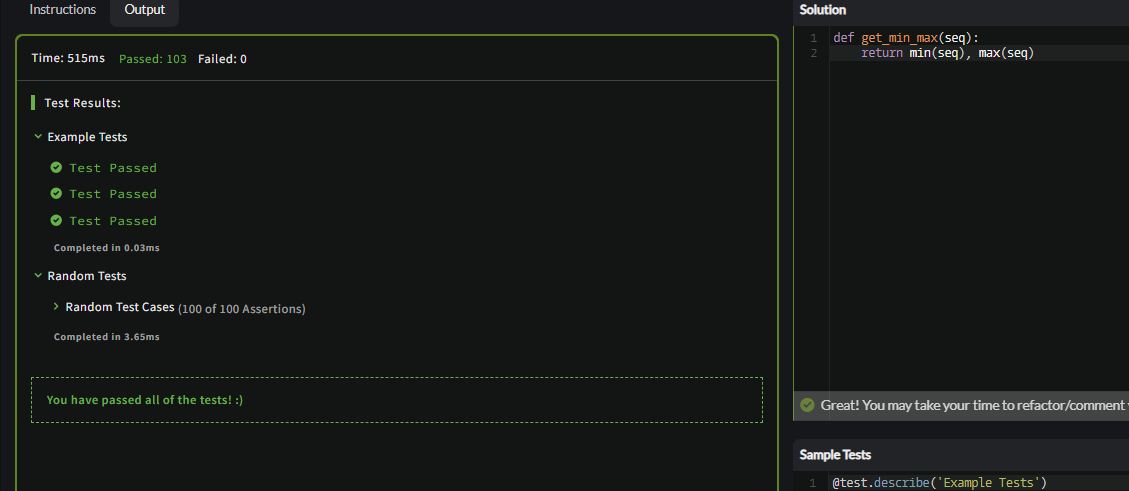 Instructions
Output
Time: 515ms Passed: 103 Failed: 0
Test Results:
Example Tests
Test Passed
Test Passed
Test Passed
Completed in 0.03ms
Random Tests
Random Test Cases (100 of 100 Assertions)
Completed in 3.65ms
You have passed all of the tests! :)
Solution
1 def get_min_max(seq):
2     return min(seq), max(seq)
Great! You may take your time to refactor/comment
Sample Tests
1 @test.describe('Example Tests')